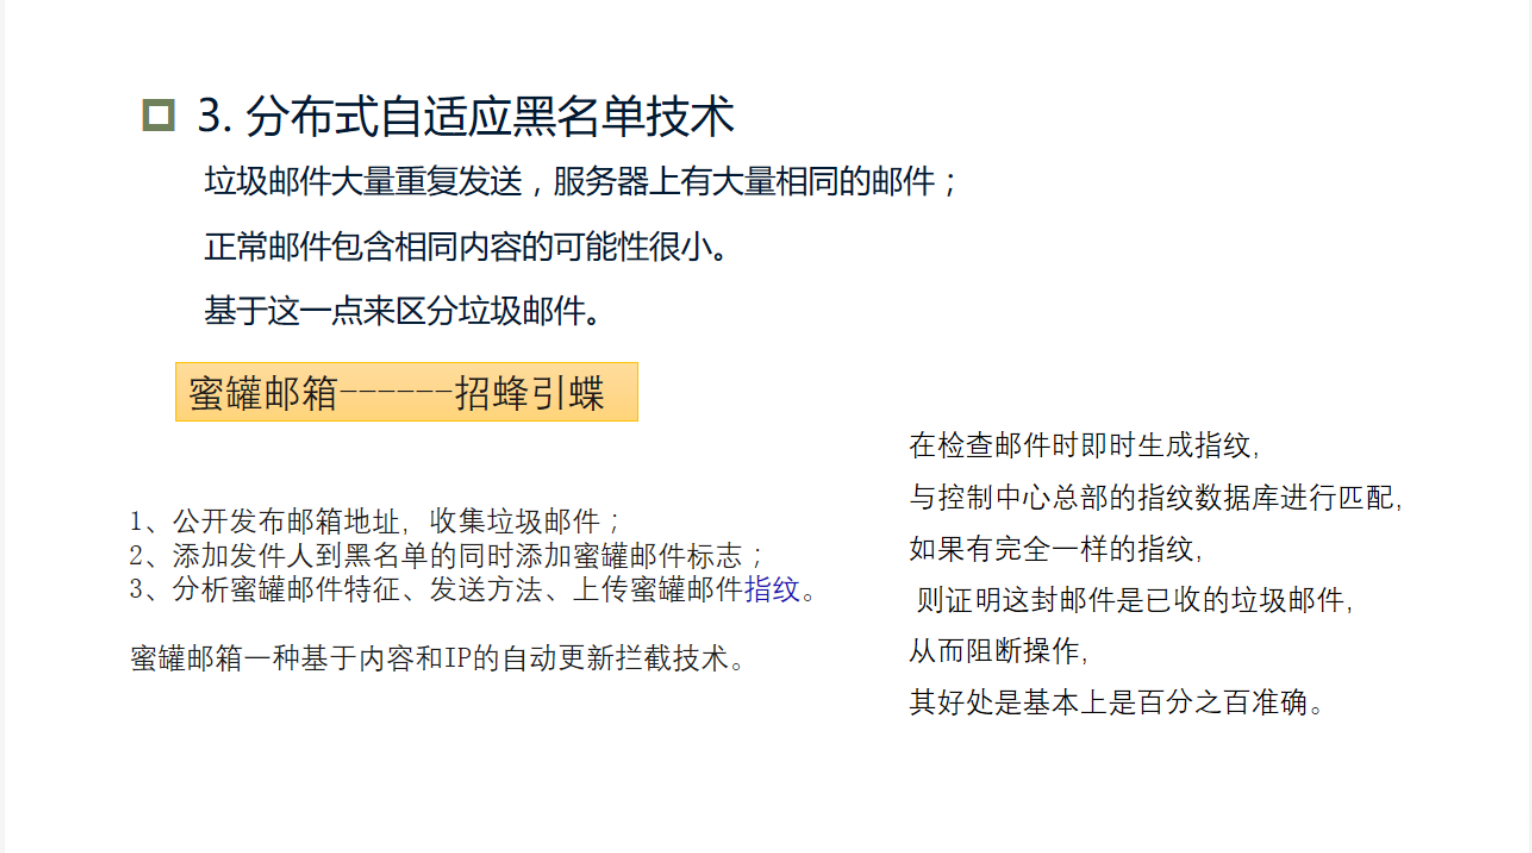 3. 分布式自适应黑名单技术
垃圾邮件大量重复发送，服务器上有大量相同的邮件；
正常邮件包含相同内容的可能性很小。
基于这一点来区分垃圾邮件。
蜜罐邮箱------招蜂引蝶
1、公开发布邮箱地址，收集垃圾邮件；
2、添加发件人到黑名单的同时添加蜜罐邮件标志；
3、分析蜜罐邮件特征、发送方法、上传蜜罐邮件指纹。
蜜罐邮箱一种基于内容和IP的自动更新拦截技术。
在检查邮件时即时生成指纹,
与控制中心总部的指纹数据库进行匹配,
如果有完全一样的指纹,
则证明这封邮件是已收的垃圾邮件,
从而阻断操作,
其好处是基本上是百分之百准确。